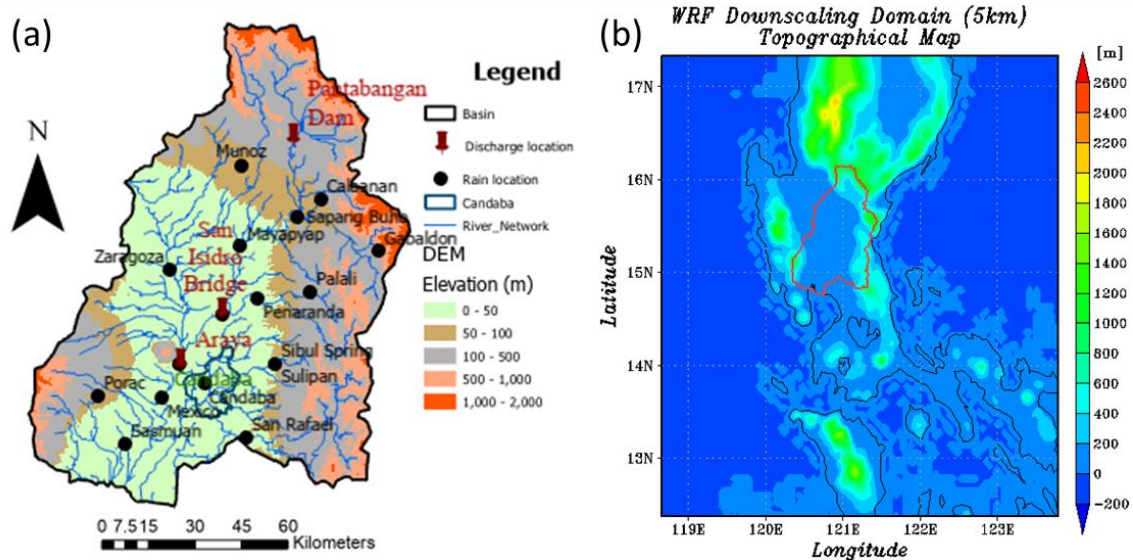 (a)
N
Pantabangan
Dam
Munoz
Calaanan
Sapang Buho
San
Mayapyap
Gabaldon
Zaragoza
Isidro
Palali
Bridge
Penaranda
Araya
Sibul Spring
Candaba
Sulipan
Porac
Candaba
Mexico
Sasmuan
San Rafael
0 7.5 15 30 45 60
Kilometers
Legend
Basin
Discharge location
Rain location
Candaba
River_Network
DEM
Elevation (m)
0 - 50
50 - 100
100 - 500
500 - 1,000
1,000 - 2,000
(b)
WRF Downscaling Domain (5km)
Topographical Map
[m]
2600
2400
2200
2000
1800
1600
1400
1200
1000
800
600
400
200
0
-200
17N
16N
15N
14N
13N
Latitude
120E 121E 122E 123E
119E
Longitude